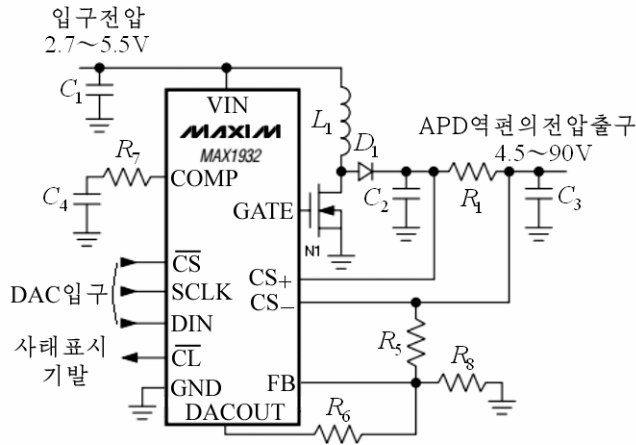 입구전압
2.7～5.5V
C1
VIN
L1
MAXIM
MAX1932
D1
APD역편의전압출구
4.5～90V
R7
COMP
C4
GATE
C2
R1
C3
N1
CS
CS+
DAC입구
SCLK
CS−
DIN
R5
사태표시
기발
CL
R8
GND
FB
DACOUT
R6